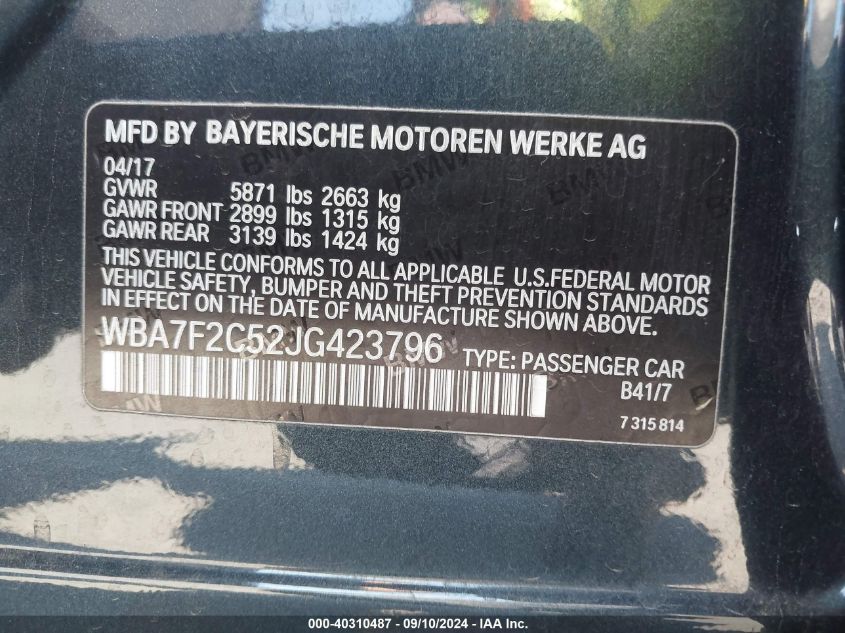 MFD BY BAYERISCHE MOTOREN WERKE AG
04/17
GVWR 5871 lbs 2663 kg
GAWR FRONT 2899 lbs 1315 kg
GAWR REAR 3139 lbs 1424 kg
THIS VEHICLE CONFORMS TO ALL APPLICABLE U.S.FEDERAL MOTOR
VEHICLE SAFETY, BUMPER AND THEFT PREVENTION STANDARDS
IN EFFECT ON THE DATE OF MANUFACTURE SHOWN ABOVE.
WBA7F2C52JG423796 TYPE: PASSENGER CAR
B41/7
7 315 814
000-40310487 - 09/10/2024 - IAA, Inc.